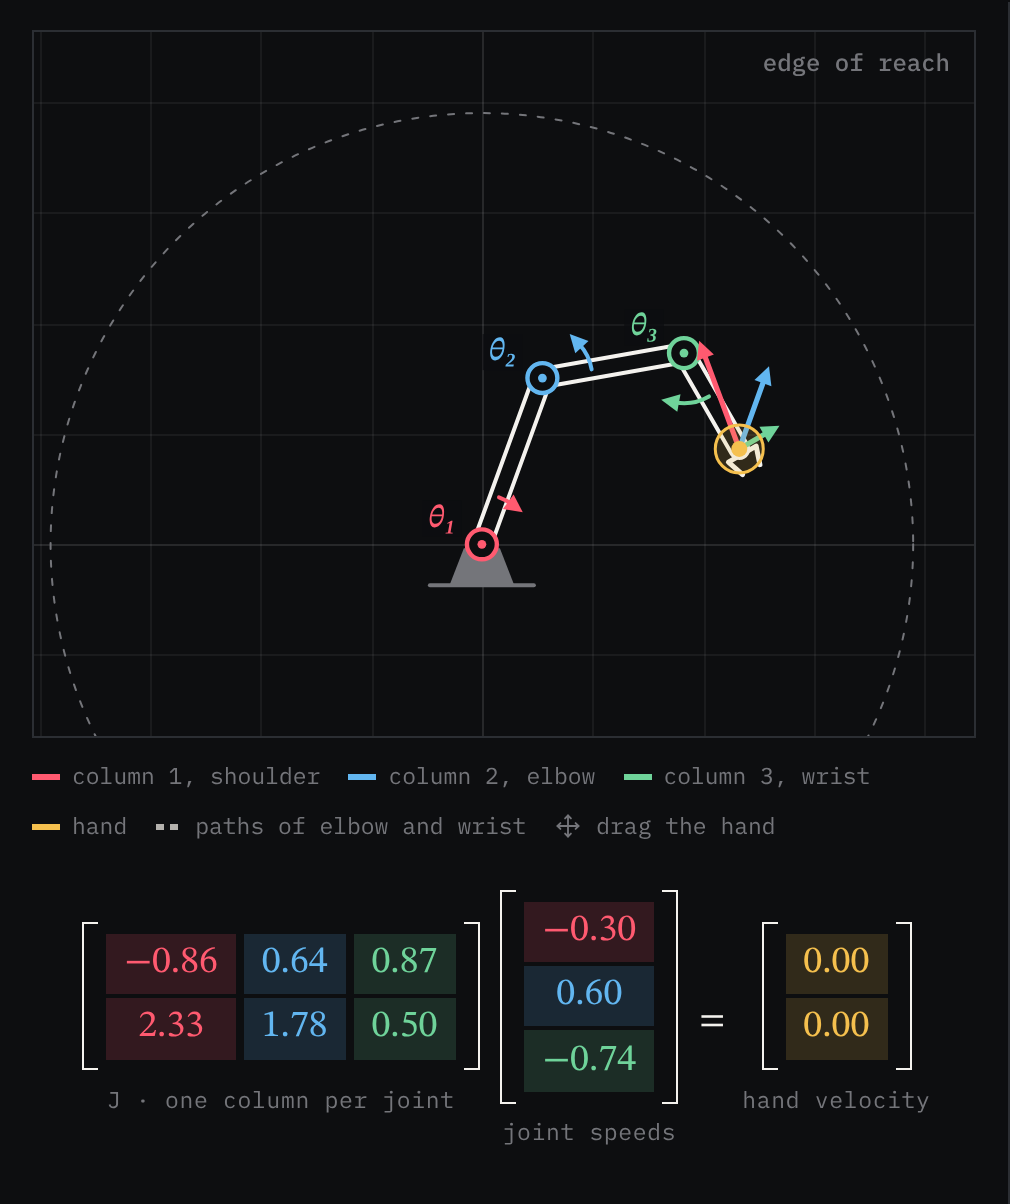 edge of reach
θ3
θ2
θ1
column 1, shoulder column 2, elbow column 3, wrist
hand paths of elbow and wrist drag the hand
−0.30
−0.86 0.64 0.87 0.00
0.60
2.33 1.78 0.50 = 0.00
−0.74
J · one column per joint hand velocity
joint speeds